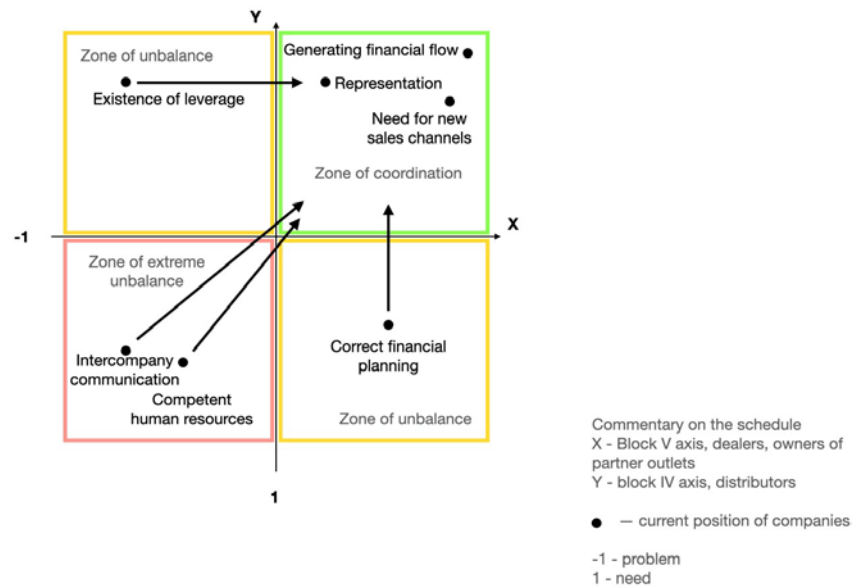 Y
Zone of unbalance
Existence of leverage
Generating financial flow
Representation
Need for new
sales channels
Zone of coordination
-1
X
Zone of extreme
unbalance
Intercompany
communication
Competent
human resources
Correct financial
planning
Zone of unbalance
1
Commentary on the schedule
X - Block V axis, dealers, owners of
partner outlets
Y - block IV axis, distributors
— current position of companies
-1 - problem
1 - need